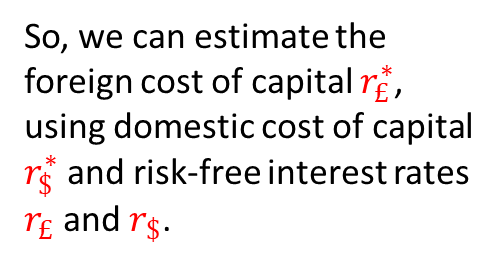 So, we can estimate the
foreign cost of capital r£*,
using domestic cost of capital
r$* and risk-free interest rates
r£ and r$.